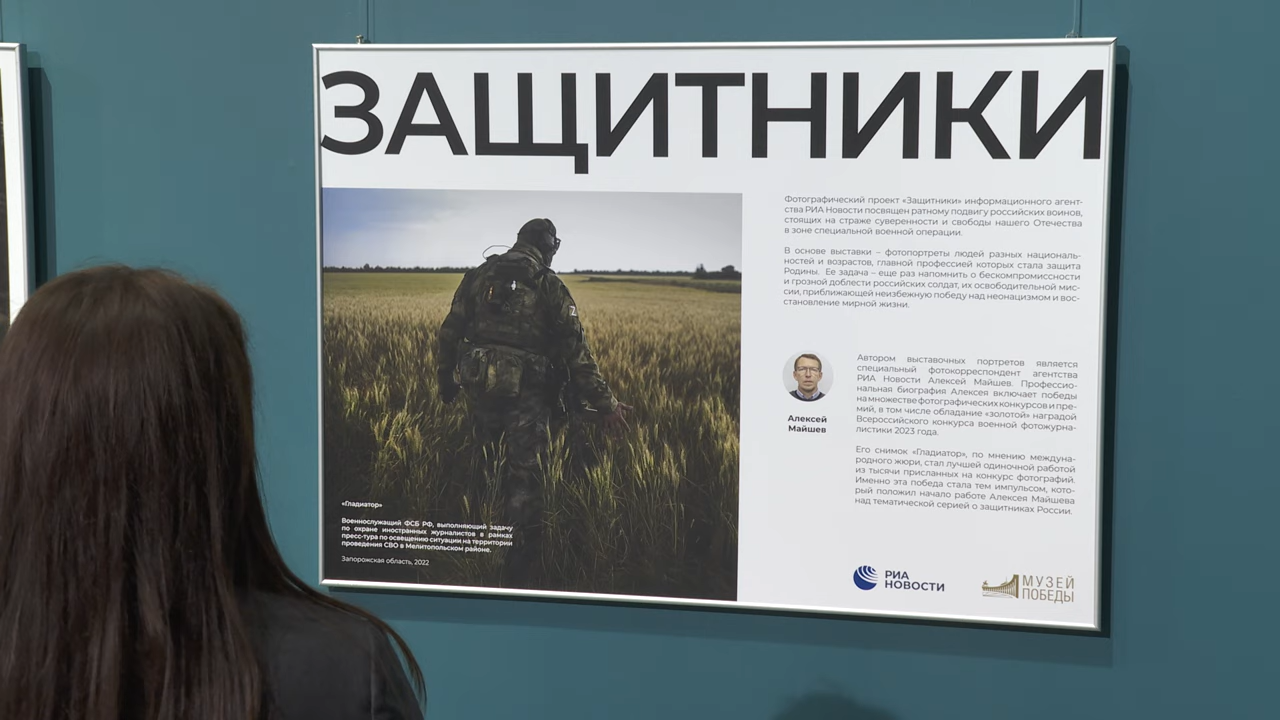 ЗАЩИТНИКИ
Фотографический проект «Защитники» информационного агент-
ства РИА Новости посвящен ратному подвигу российских воинов,
стоящих на страже суверенности и свободы нашего Отечества
в зоне специальной военной операции.
В основе выставки – фотопортреты людей разных националь-
ностей и возрастов, главной профессией которых стала защита
Родины. Ее задача – еще раз напомнить о бескомпромиссности
и грозной доблести российских солдат, их освободительной мис-
сии, приближающей неизбежную победу над неонацизмом и вос-
становление мирной жизни.
Алексей
Майшев
Автором выставочных портретов является
специальный фотокорреспондент агентства
РИА Новости Алексей Майшев. Профессио-
нальная биография Алексея включает победы
на множестве фотографических конкурсов и пре-
мий, в том числе обладание «золотой» наградой
Всероссийского конкурса военной фотожурна-
листики 2023 года.
Его снимок «Гладиатор», по мнению междуна-
родного жюри, стал лучшей одиночной работой
из тысячи присланных на конкурс фотографий.
Именно эта победа стала тем импульсом, кото-
рый положил начало работе Алексея Майшева
над тематической серией о защитниках России.
«Гладиатор»
Военнослужащий ФСБ РФ, выполняющий задачу
по охране иностранных журналистов в рамках
пресс-тура по освещению ситуации на территории
проведения СВО в Мелитопольском районе.
Запорожская область, 2022
РИА
НОВОСТИ
МУЗЕЙ
ПОБЕДЫ
Z